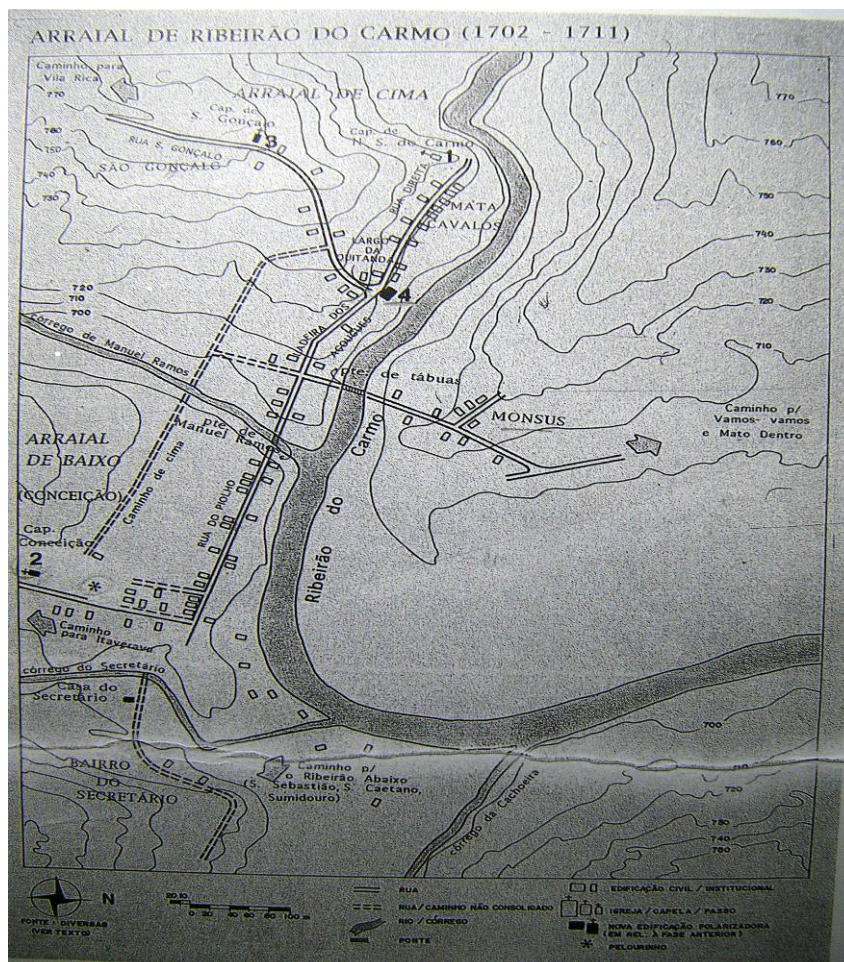 ARRAIAL DE RIBEIRÃO DO CARMO (1702 - 1711)
Caminho para
Vila Rica
ARRAIAL DE CIMA
770
770
Cap. de
S. Gonçalo
3
Cap. de
N. S. do Carmo
1
760
760
750
RUA S. GONÇALO
SÃO GONÇALO
740
730
RUA DIREITA
MATA
CAVALOS
750
740
LARGO
DA
QUITANDA
4
730
720
720
710
700
710
LADEIRA DOS
AÇOUGUES
córrego de Manuel Ramos
pte. de tábuas
MONSUS
Caminho p/
Vamos-vamos
e Mato Dentro
pte. de
Manuel Ramos
ARRAIAL
DE BAIXO
(CONCEIÇÃO)
Caminho de cima
RUA DO PIOLHO
Ribeirão do Carmo
Cap.
Conceição
2
Caminho
para Itaverava
córrego do Secretário
Casa do
Secretário
700
BAIRRO
DO
SECRETÁRIO
Caminho p/
o Ribeirão Abaixo
(S. Sebastião, S. Caetano,
Sumidouro)
córrego da Cachoeira
710
720
730
740
760
N
FONTE: DIVERSAS
(VER TEXTO)
20 10
0 20 40 60 80 100 m
RUA
RUA/CAMINHO NÃO CONSOLIDADO
RIO / CÓRREGO
PONTE
EDIFICAÇÃO CIVIL / INSTITUCIONAL
IGREJA / CAPELA / PASSO
NOVA EDIFICAÇÃO POLARIZADORA
(EM REL. À FASE ANTERIOR)
PELOURINHO